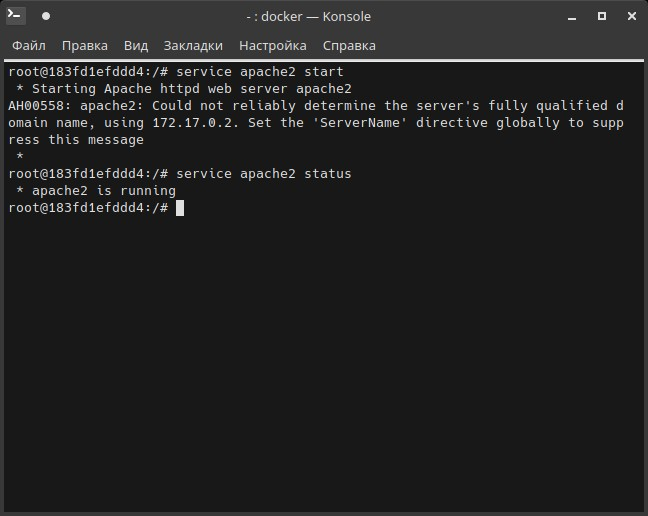 - : docker — Konsole
Файл Правка Вид Закладки Настройка Справка
root@183fd1efddd4:/# service apache2 start
 * Starting Apache httpd web server apache2
AH00558: apache2: Could not reliably determine the server's fully qualified d
omain name, using 172.17.0.2. Set the 'ServerName' directive globally to supp
ress this message
 *
root@183fd1efddd4:/# service apache2 status
 * apache2 is running
root@183fd1efddd4:/#